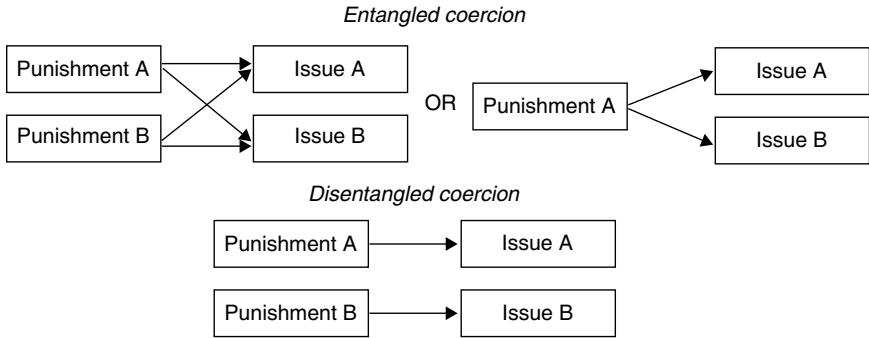 Entangled coercion
Punishment A
Issue A
Punishment B
Issue B
OR
Punishment A
Issue A
Issue B
Disentangled coercion
Punishment A
Issue A
Punishment B
Issue B